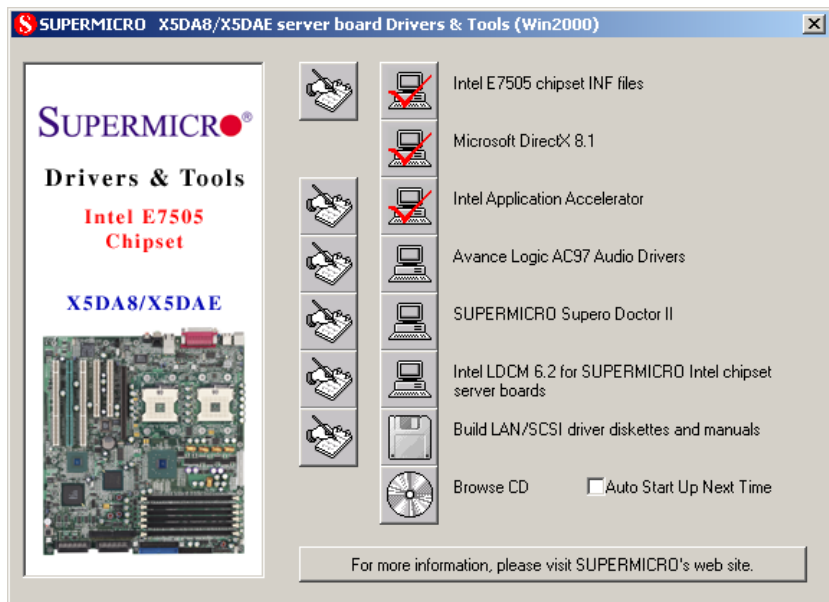 SUPERMICRO X5DA8/X5DAE server board Drivers & Tools (Win2000)
SUPERMICRO®
Drivers & Tools
Intel E7505
Chipset
X5DA8/X5DAE
Intel E7505 chipset INF files
Microsoft DirectX 8.1
Intel Application Accelerator
Avance Logic AC97 Audio Drivers
SUPERMICRO Supero Doctor II
Intel LDCM 6.2 for SUPERMICRO Intel chipset
server boards
Build LAN/SCSI driver diskettes and manuals
Browse CD
Auto Start Up Next Time
For more information, please visit SUPERMICRO's web site.